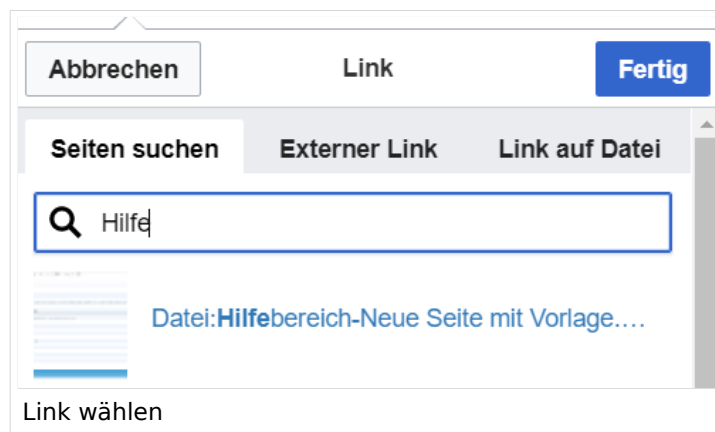 Abbrechen Link Fertig
Seiten suchen Externer Link Link auf Datei
Hilfe
Datei:Hilfebereich-Neue Seite mit Vorlage....
Link wählen